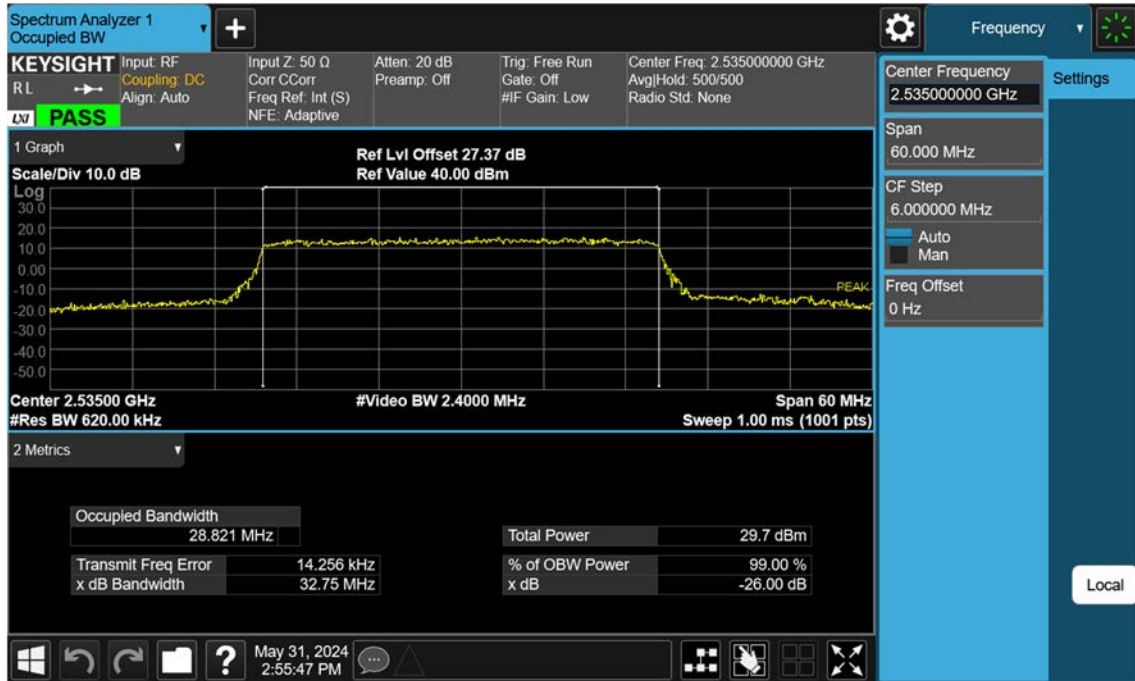 Spectrum Analyzer 1
Occupied BW
+
Frequency
KEYSIGHT
R L
LXI
PASS
Input: RF
Coupling: DC
Align: Auto
Input Z: 50 Ω
Corr CCorr
Freq Ref: Int (S)
NFE: Adaptive
Atten: 20 dB
Preamp: Off
Trig: Free Run
Gate: Off
#IF Gain: Low
Center Freq: 2.535000000 GHz
Avg|Hold: 500/500
Radio Std: None
Center Frequency
2.535000000 GHz
Settings
Span
60.000 MHz
CF Step
6.000000 MHz
Auto
Man
Freq Offset
0 Hz
Local
1 Graph
Scale/Div 10.0 dB
Ref Lvl Offset 27.37 dB
Ref Value 40.00 dBm
Log
30.0
20.0
10.0
0.00
-10.0
-20.0
-30.0
-40.0
-50.0
PEAK
Center 2.53500 GHz
#Video BW 2.4000 MHz
Span 60 MHz
#Res BW 620.00 kHz
Sweep 1.00 ms (1001 pts)
2 Metrics
Occupied Bandwidth
28.821 MHz
Total Power 29.7 dBm
Transmit Freq Error 14.256 kHz
% of OBW Power 99.00 %
x dB Bandwidth 32.75 MHz
x dB -26.00 dB
?
May 31, 2024
2:55:47 PM